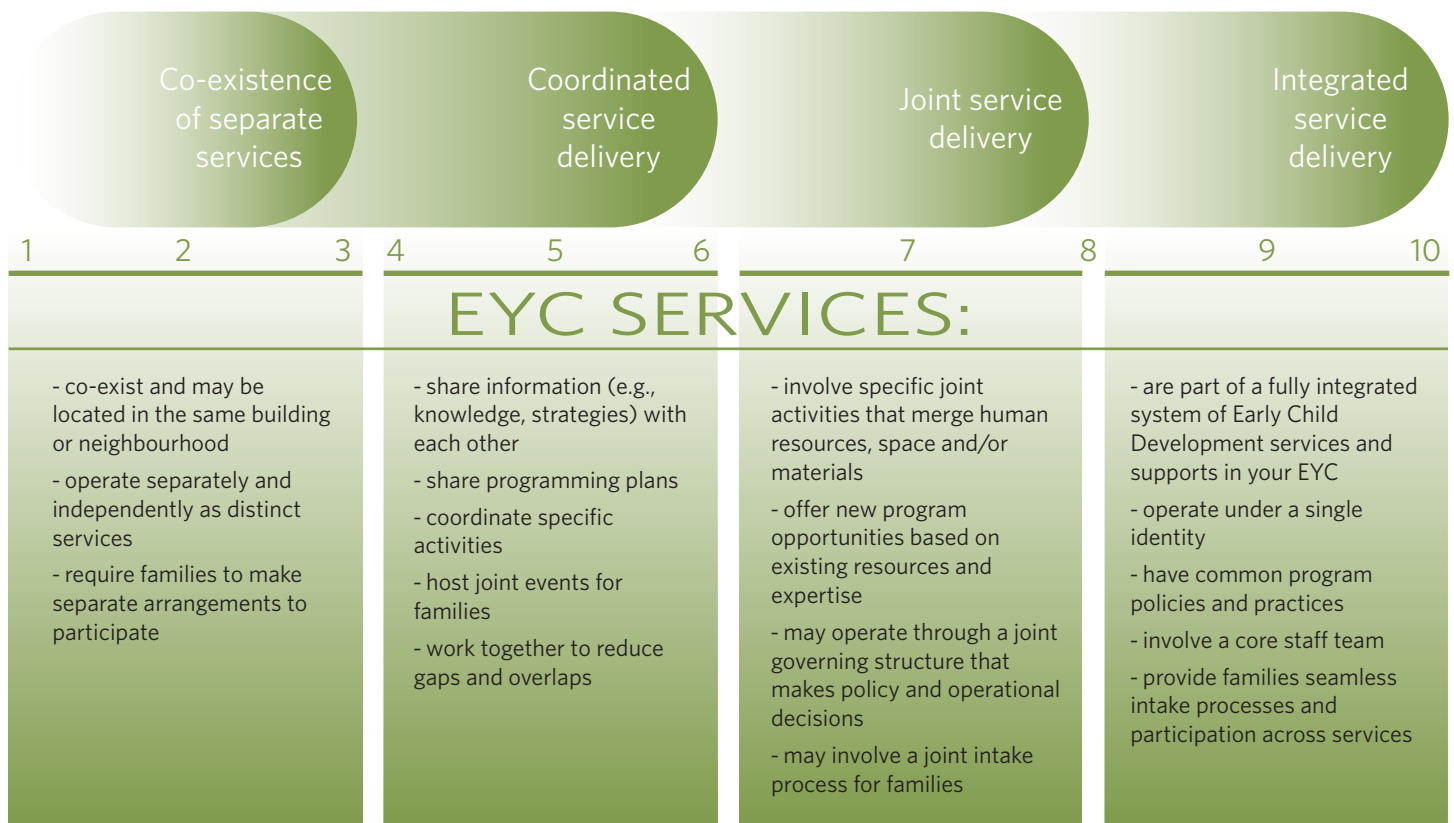 Co-existence
of separate
services
Coordinated
service
delivery
Joint service
delivery
Integrated
service
delivery
1 2 3 4 5 6 7 8 9 10
EYC SERVICES:
- co-exist and may be
located in the same building
or neighbourhood
- operate separately and
independently as distinct
services
- require families to make
separate arrangements to
participate
- share information (e.g.,
knowledge, strategies) with
each other
- share programming plans
- coordinate specific
activities
- host joint events for
families
- work together to reduce
gaps and overlaps
- involve specific joint
activities that merge human
resources, space and/or
materials
- offer new program
opportunities based on
existing resources and
expertise
- may operate through a joint
governing structure that
makes policy and operational
decisions
- may involve a joint intake
process for families
- are part of a fully integrated
system of Early Child
Development services and
supports in your EYC
- operate under a single
identity
- have common program
policies and practices
- involve a core staff team
- provide families seamless
intake processes and
participation across services